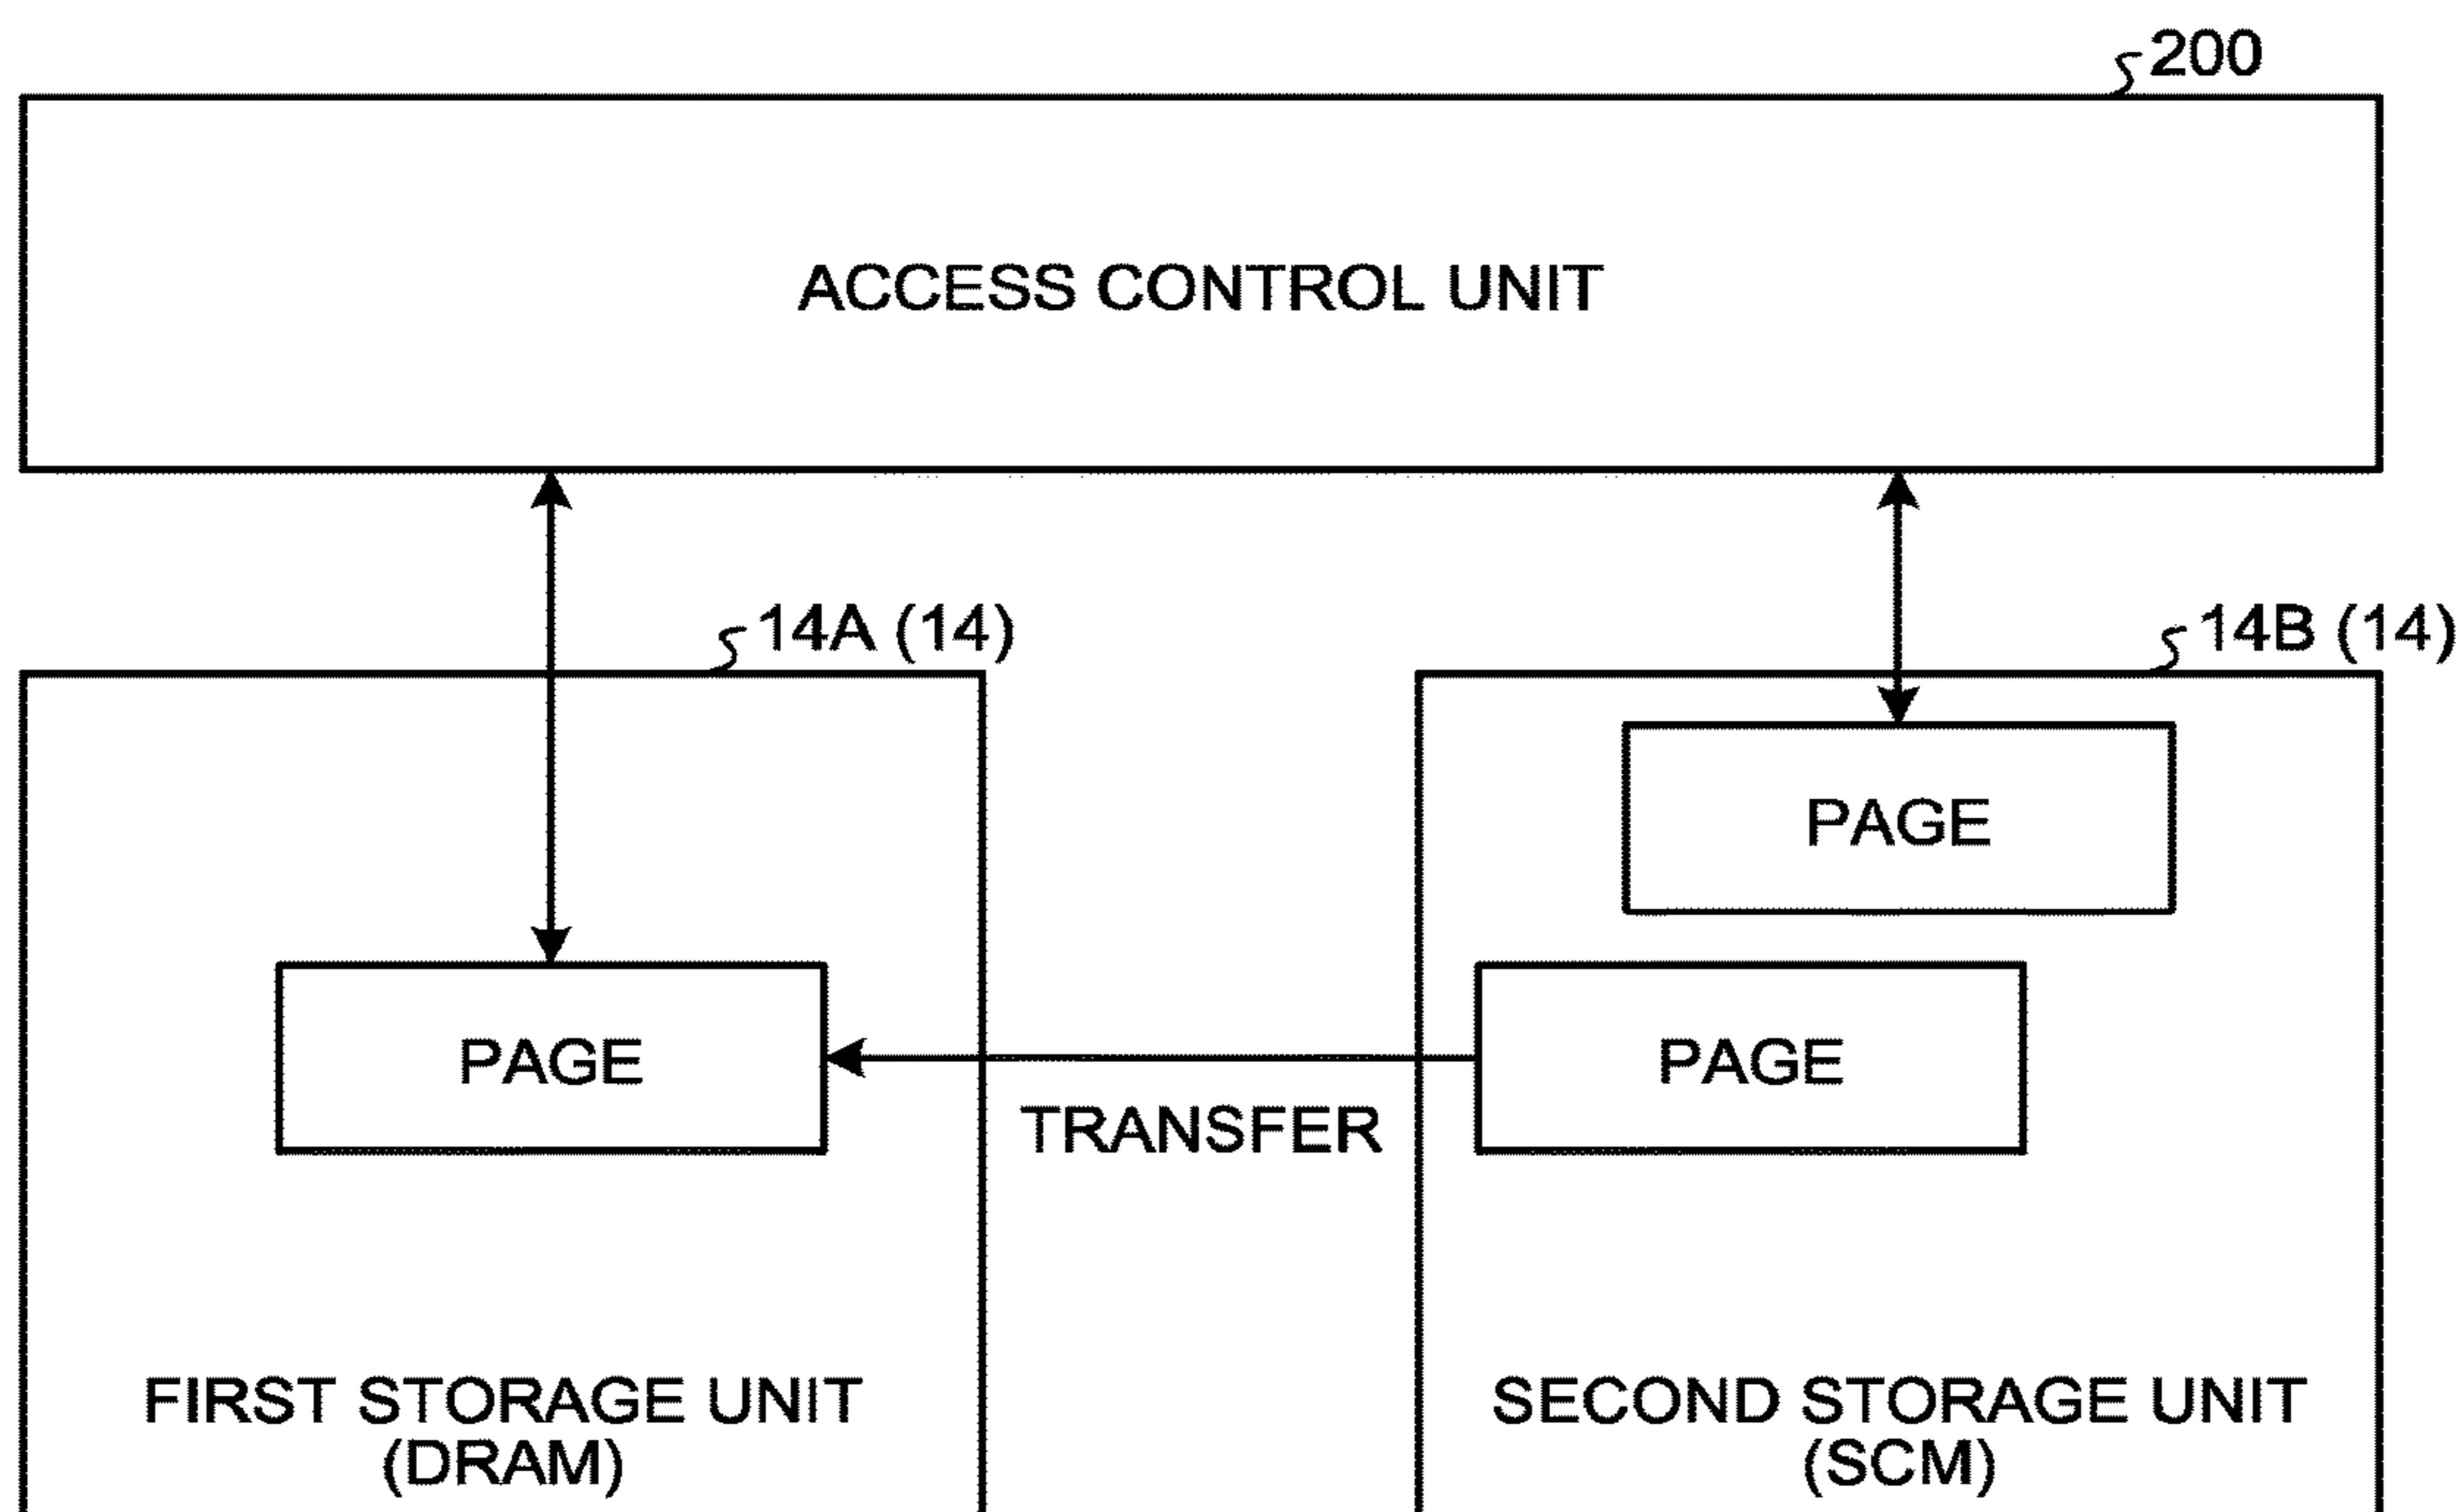 200
ACCESS CONTROL UNIT
14A (14)
14B (14)
PAGE
PAGE
PAGE
TRANSFER
FIRST STORAGE UNIT
(DRAM)
SECOND STORAGE UNIT
(SCM)